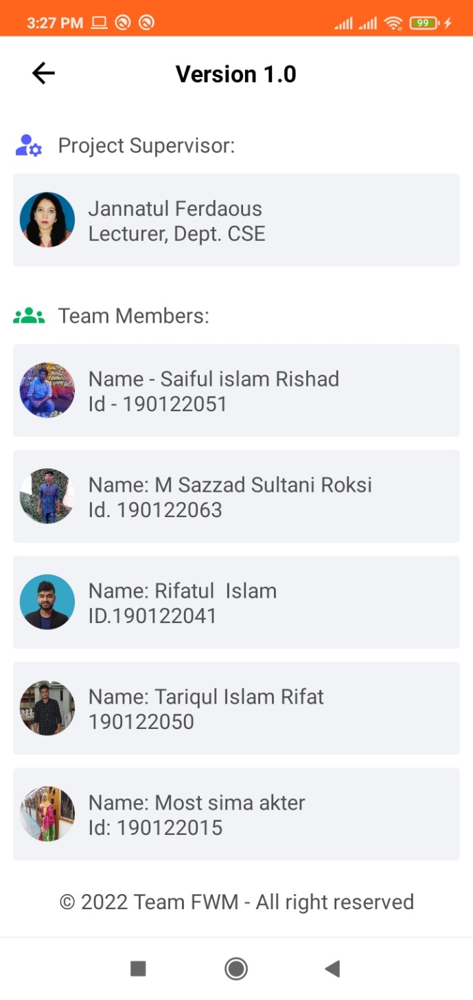 3:27 PM
99
Version 1.0
Project Supervisor:
Jannatul Ferdaous
Lecturer, Dept. CSE
Team Members:
Name - Saiful islam Rishad
Id - 190122051
Name: M Sazzad Sultani Roksi
Id. 190122063
Name: Rifatul  Islam
ID.190122041
Name: Tariqul Islam Rifat
190122050
Name: Most sima akter
Id: 190122015
© 2022 Team FWM - All right reserved